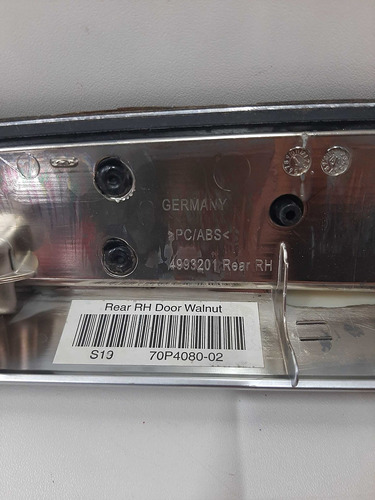 GERMANY
>PC/ABS<
4993201 Rear RH
Rear RH Door Walnut
S19 70P4080-02